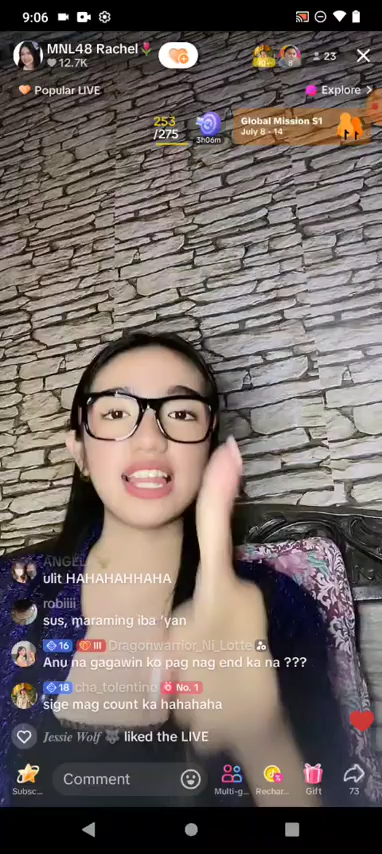 9:06
MNL48 Rachel🌷
12.7K
23
Popular LIVE
Explore >
253
/275
3h06m
Global Mission S1
July 8 - 14
ANGEL
ulit HAHAHAHHAHA
robiiii
sus, maraming iba 'yan
16 III Dragonwarrior_Ni_Lotte
Anu na gagawin ko pag nag end ka na ???
18 cha_tolentino No. 1
sige mag count ka hahahaha
Jessie Wolf 🐺 liked the LIVE
Subsc...
Comment
Multi-g...
Rechar...
Gift
73